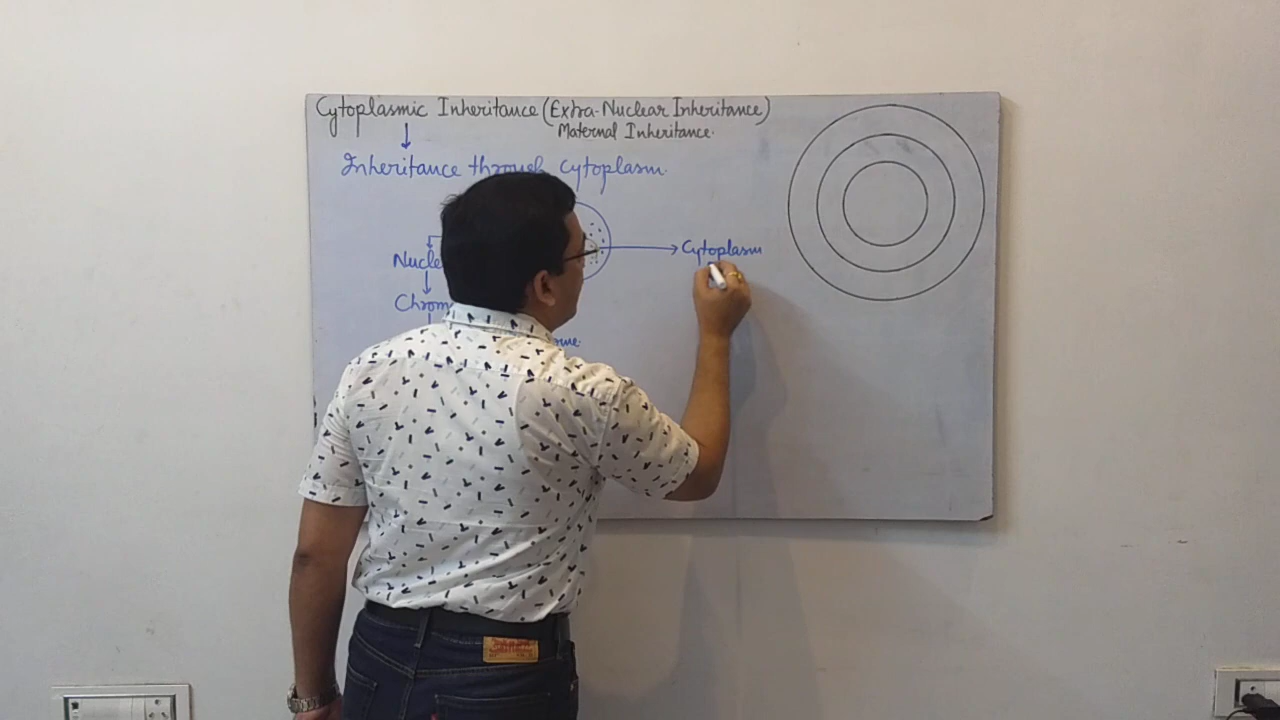 Cytoplasmic Inheritance (Extra-Nuclear Inheritance)
Maternal Inheritance.
Inheritance through Cytoplasm.
Cytoplasm